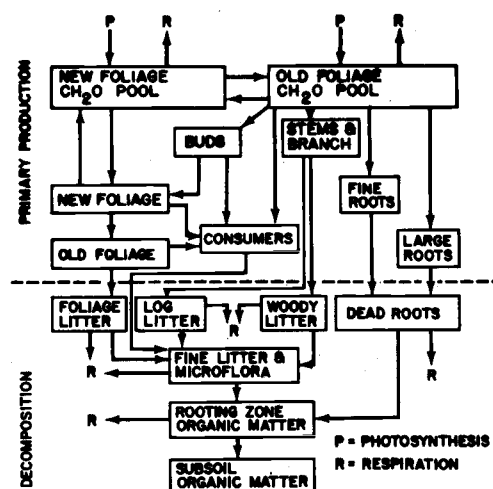 P R P R
NEW FOLIAGE
CH2O POOL
OLD FOLIAGE
CH2O POOL
PRIMARY PRODUCTION
BUDS
STEMS &
BRANCH
NEW FOLIAGE
FINE
ROOTS
OLD FOLIAGE
CONSUMERS
LARGE
ROOTS
DECOMPOSITION
FOLIAGE
LITTER
LOG
LITTER
R
WOODY
LITTER
DEAD ROOTS
R
FINE LITTER &
MICROFLORA
R
R
ROOTING ZONE
ORGANIC MATTER
SUBSOIL
ORGANIC MATTER
R
P = PHOTOSYNTHESIS
R = RESPIRATION